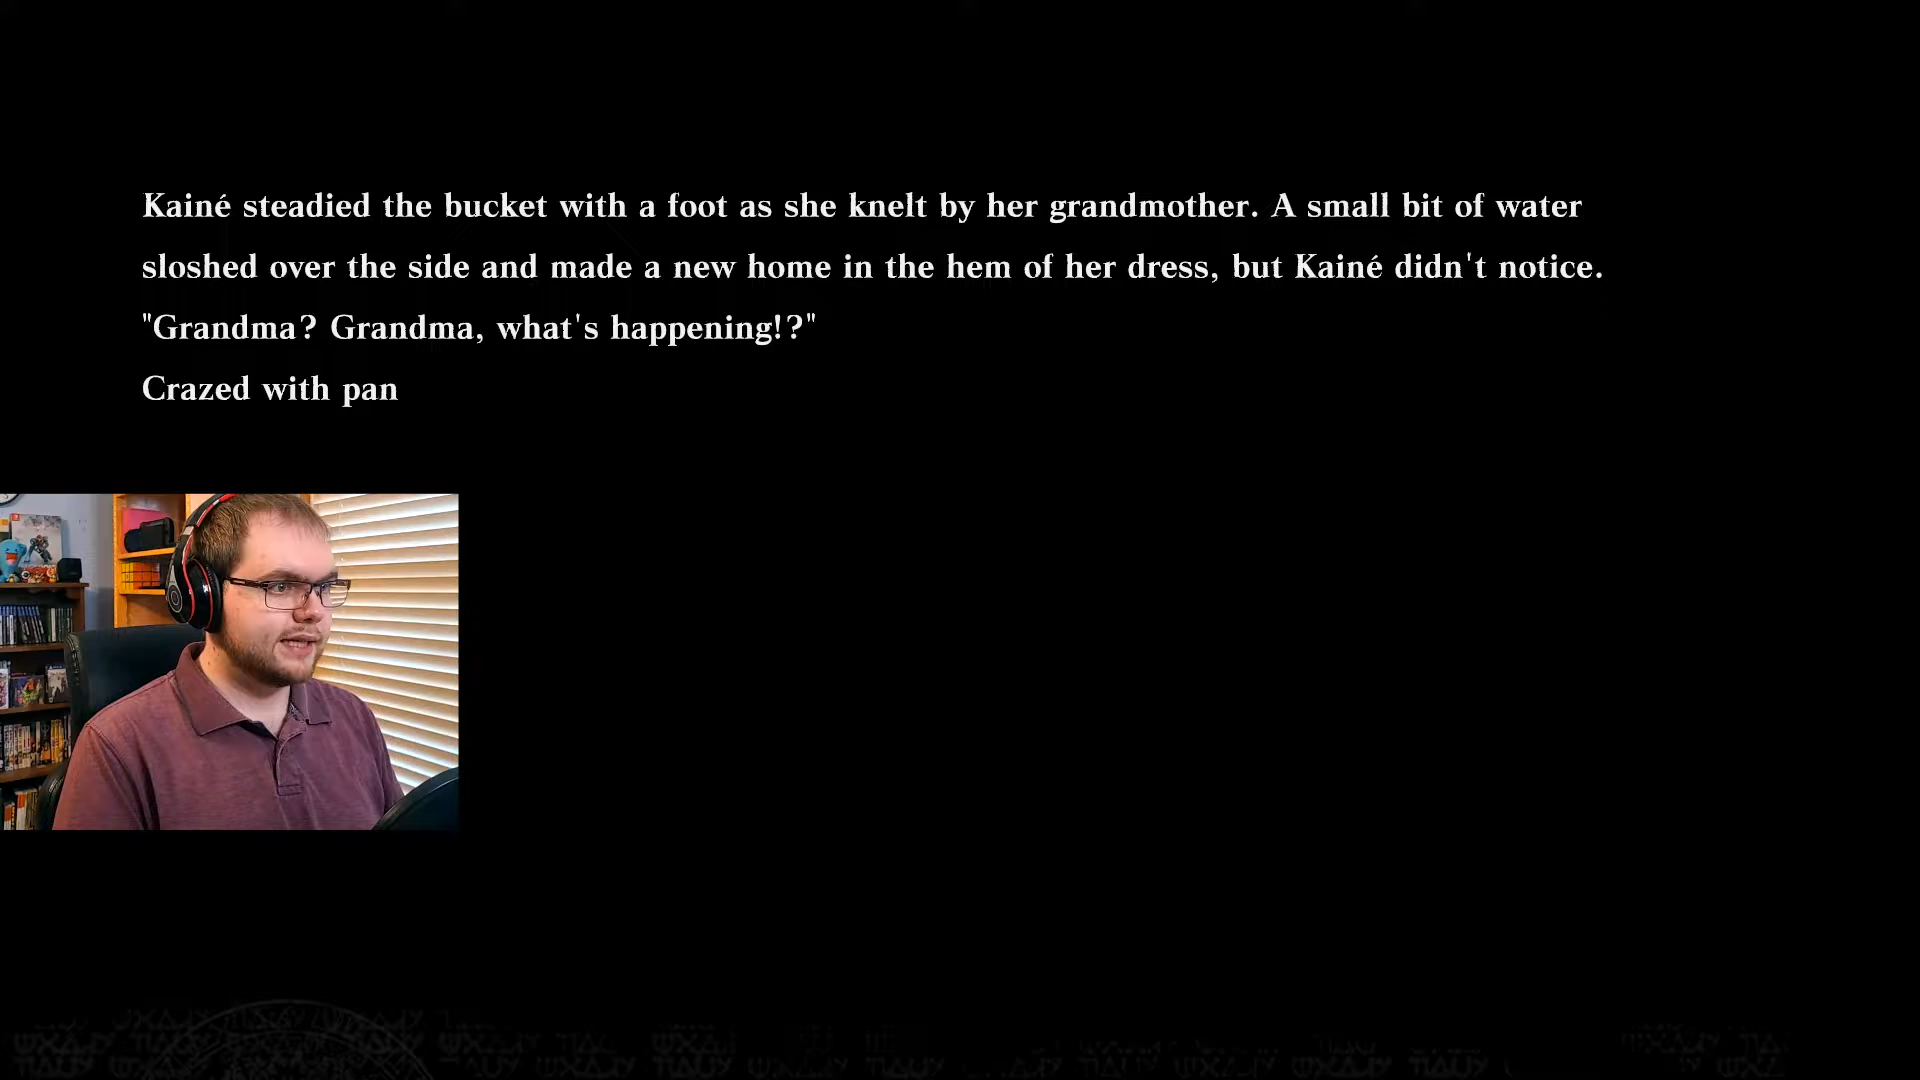 Kainé steadied the bucket with a foot as she knelt by her grandmother. A small bit of water
sloshed over the side and made a new home in the hem of her dress, but Kainé didn't notice.
"Grandma? Grandma, what's happening!?"
Crazed with pan